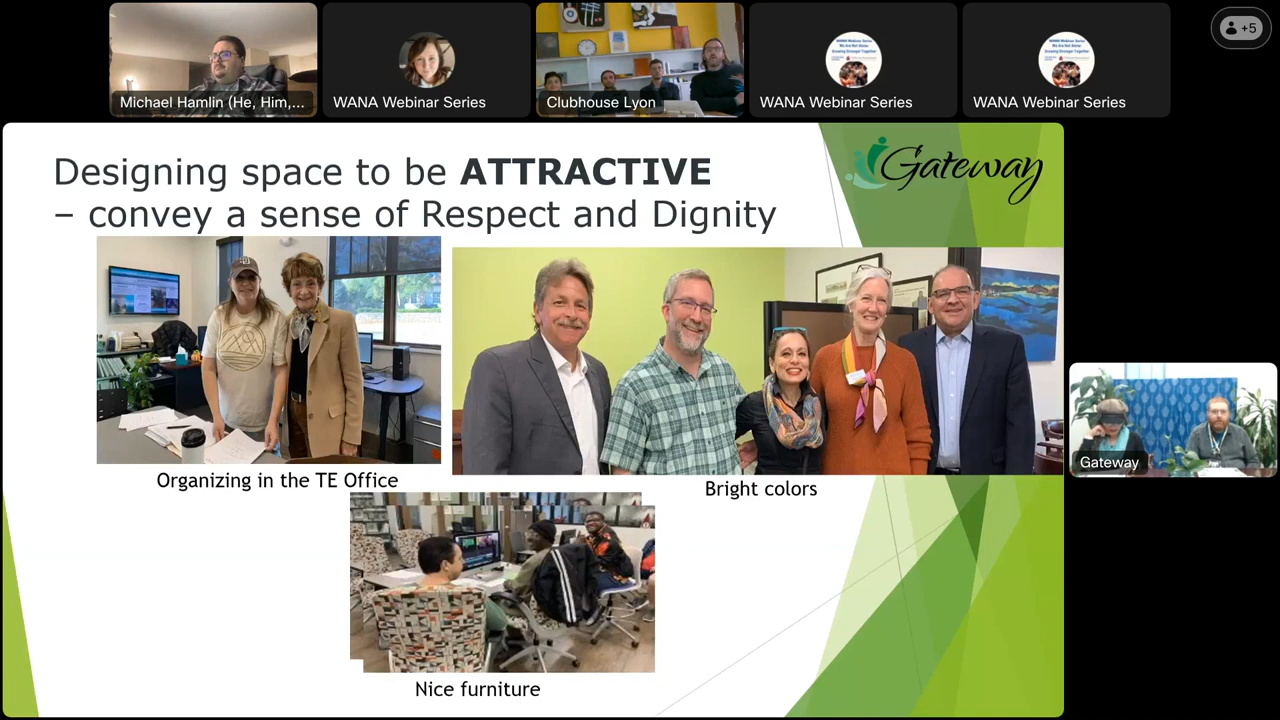 Michael Hamlin (He, Him,...
WANA Webinar Series
Clubhouse Lyon
WANA Webinar Series
WANA Webinar Series
+5
Designing space to be ATTRACTIVE
– convey a sense of Respect and Dignity
Gateway
Organizing in the TE Office
Bright colors
Nice furniture
Gateway